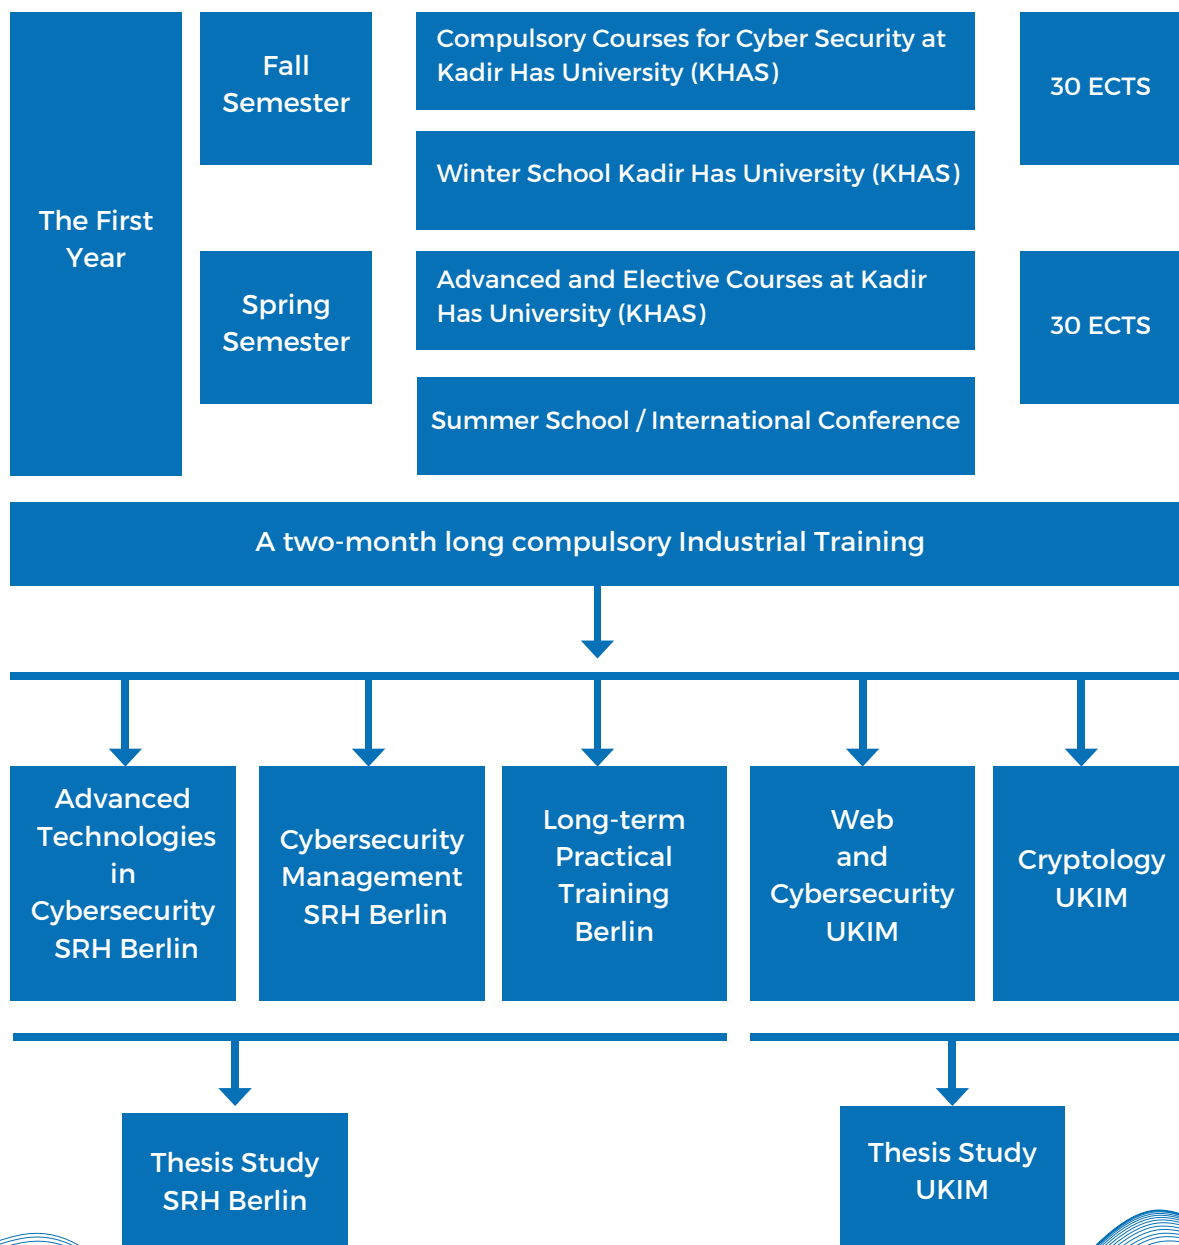 The First
Year
Fall
Semester
Compulsory Courses for Cyber Security at
Kadir Has University (KHAS)
30 ECTS
Winter School Kadir Has University (KHAS)
Spring
Semester
Advanced and Elective Courses at Kadir
Has University (KHAS)
30 ECTS
Summer School / International Conference
A two-month long compulsory Industrial Training
Advanced
Technologies
in
Cybersecurity
SRH Berlin
Cybersecurity
Management
SRH Berlin
Long-term
Practical
Training
Berlin
Web
and
Cybersecurity
UKIM
Cryptology
UKIM
Thesis Study
SRH Berlin
Thesis Study
UKIM